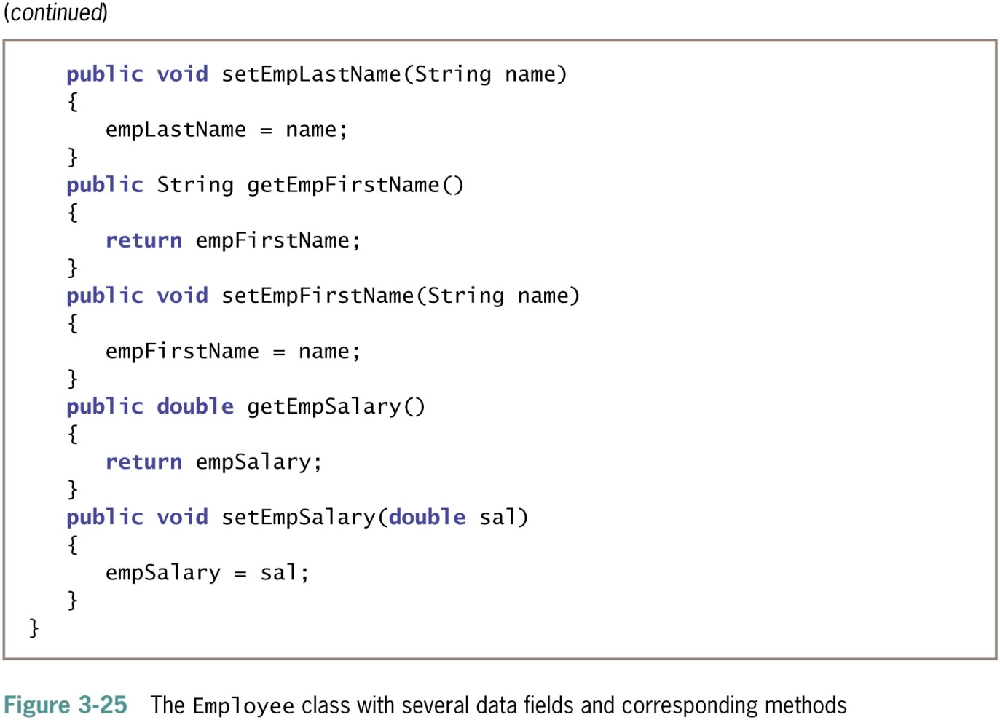 (continued)
public void setEmpLastName(String name)
{
empLastName = name;
}
public String getEmpFirstName()
{
return empFirstName;
}
public void setEmpFirstName(String name)
{
empFirstName = name;
}
public double getEmpSalary()
{
return empSalary;
}
public void setEmpSalary(double sal)
{
empSalary = sal;
}
}
Figure 3-25 The Employee class with several data fields and corresponding methods